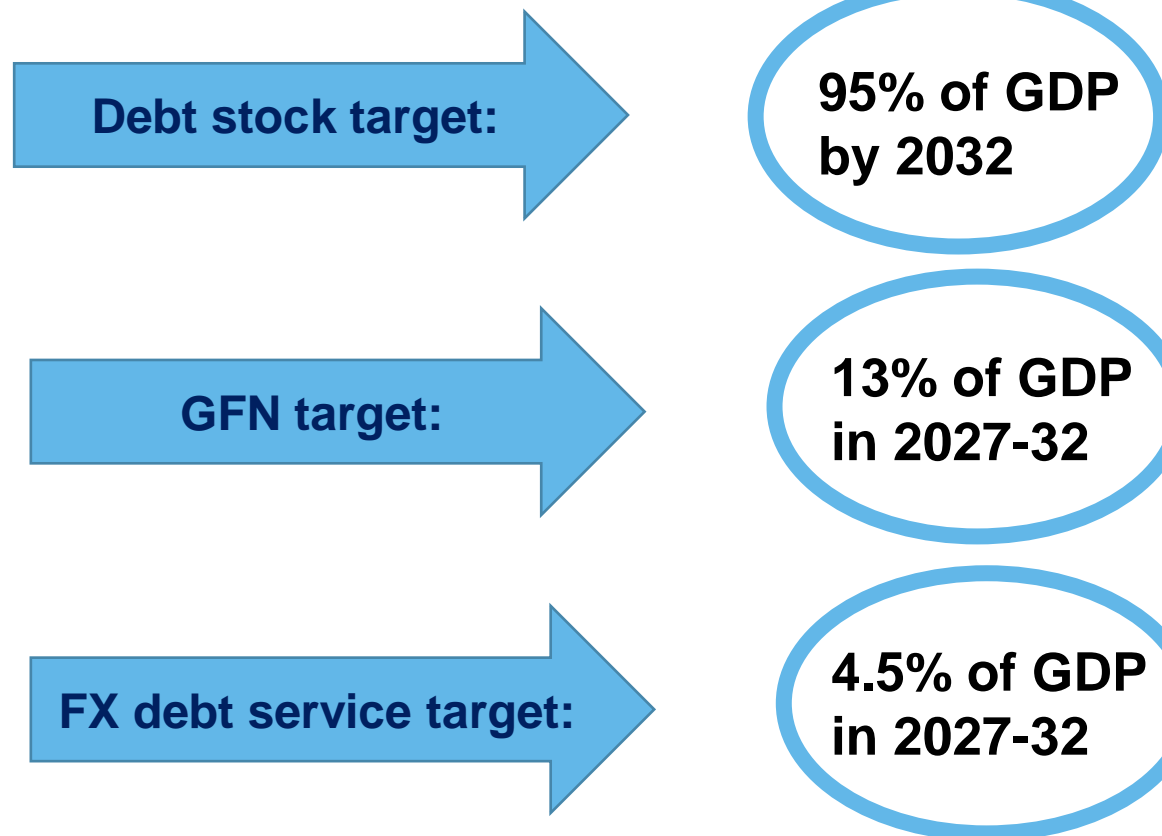 Debt stock target:
95% of GDP
by 2032
GFN target:
13% of GDP
in 2027-32
FX debt service target:
4.5% of GDP
in 2027-32